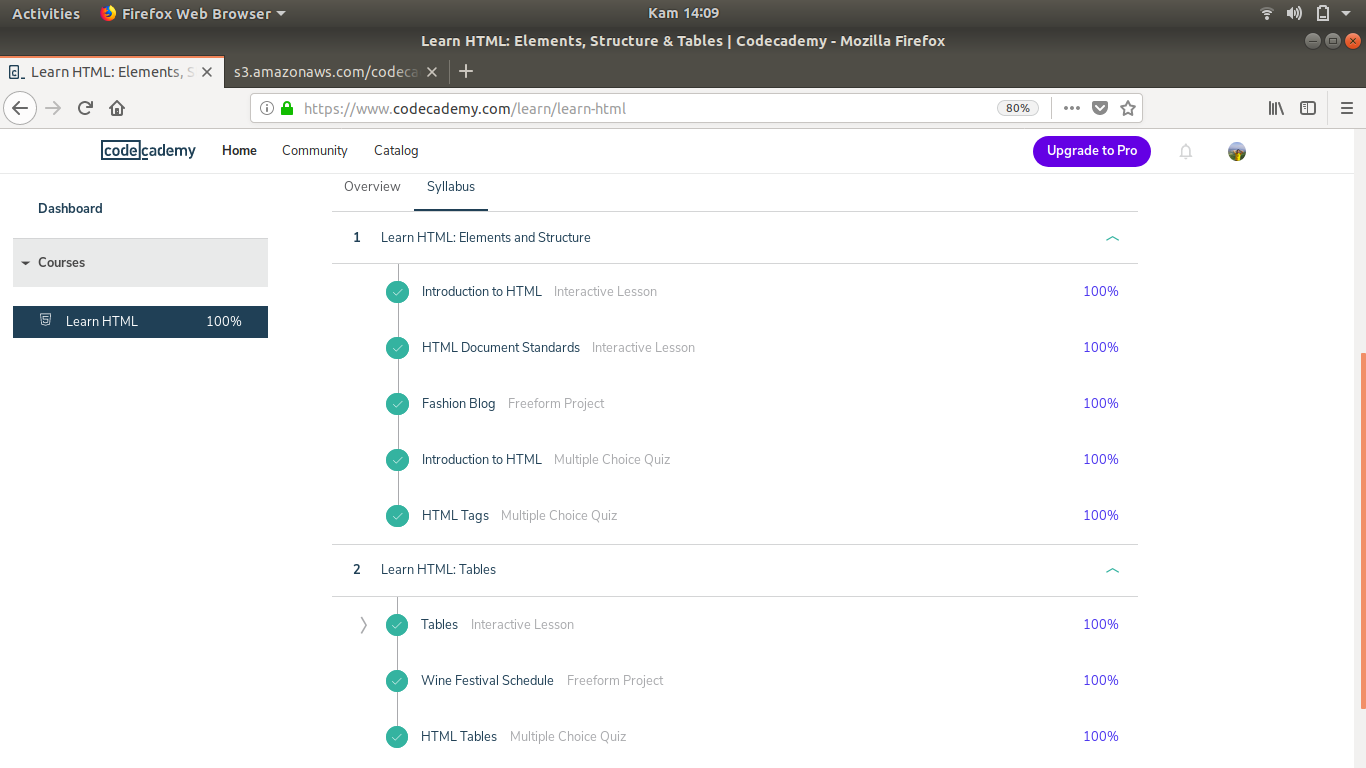 Activities Firefox Web Browser Kam 14:09
Learn HTML: Elements, Structure & Tables | Codecademy - Mozilla Firefox
Learn HTML: Elements, S s3.amazonaws.com/codeca
https://www.codecademy.com/learn/learn-html 80%
codecademy Home Community Catalog Upgrade to Pro
Overview Syllabus
Dashboard
1 Learn HTML: Elements and Structure
Courses
Introduction to HTML Interactive Lesson 100%
Learn HTML 100%
HTML Document Standards Interactive Lesson 100%
Fashion Blog Freeform Project 100%
Introduction to HTML Multiple Choice Quiz 100%
HTML Tags Multiple Choice Quiz 100%
2 Learn HTML: Tables
Tables Interactive Lesson 100%
Wine Festival Schedule Freeform Project 100%
HTML Tables Multiple Choice Quiz 100%